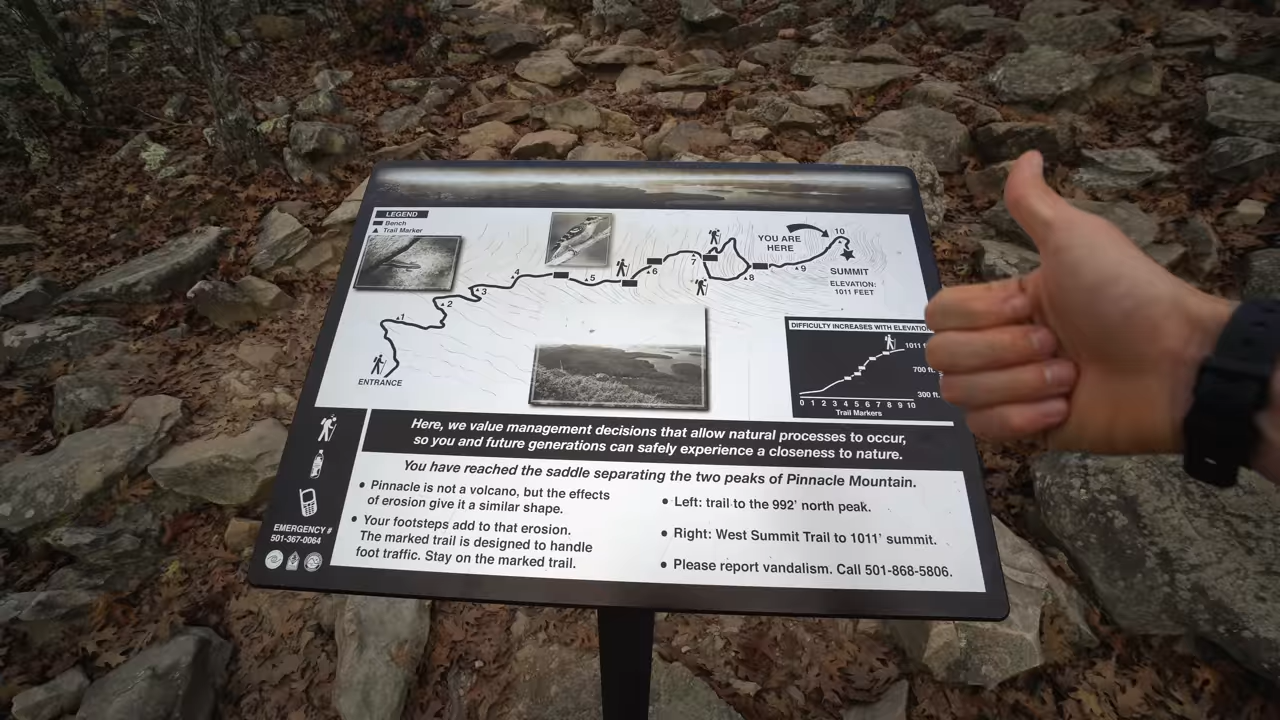 LEGEND
Bench
Trail Marker
YOU ARE
HERE
10
SUMMIT
ELEVATION:
1011 FEET
9
8
7
6
5
4
3
2
1
ENTRANCE
DIFFICULTY INCREASES WITH ELEVATION
1011 f
700 ft.
300 ft.
0 1 2 3 4 5 6 7 8 9 10
Trail Markers
Here, we value management decisions that allow natural processes to occur,
so you and future generations can safely experience a closeness to nature.
You have reached the saddle separating the two peaks of Pinnacle Mountain.
• Pinnacle is not a volcano, but the effects
of erosion give it a similar shape.
• Your footsteps add to that erosion.
The marked trail is designed to handle
foot traffic. Stay on the marked trail.
• Left: trail to the 992' north peak.
• Right: West Summit Trail to 1011' summit.
• Please report vandalism. Call 501-868-5806.
EMERGENCY #
501-367-0064